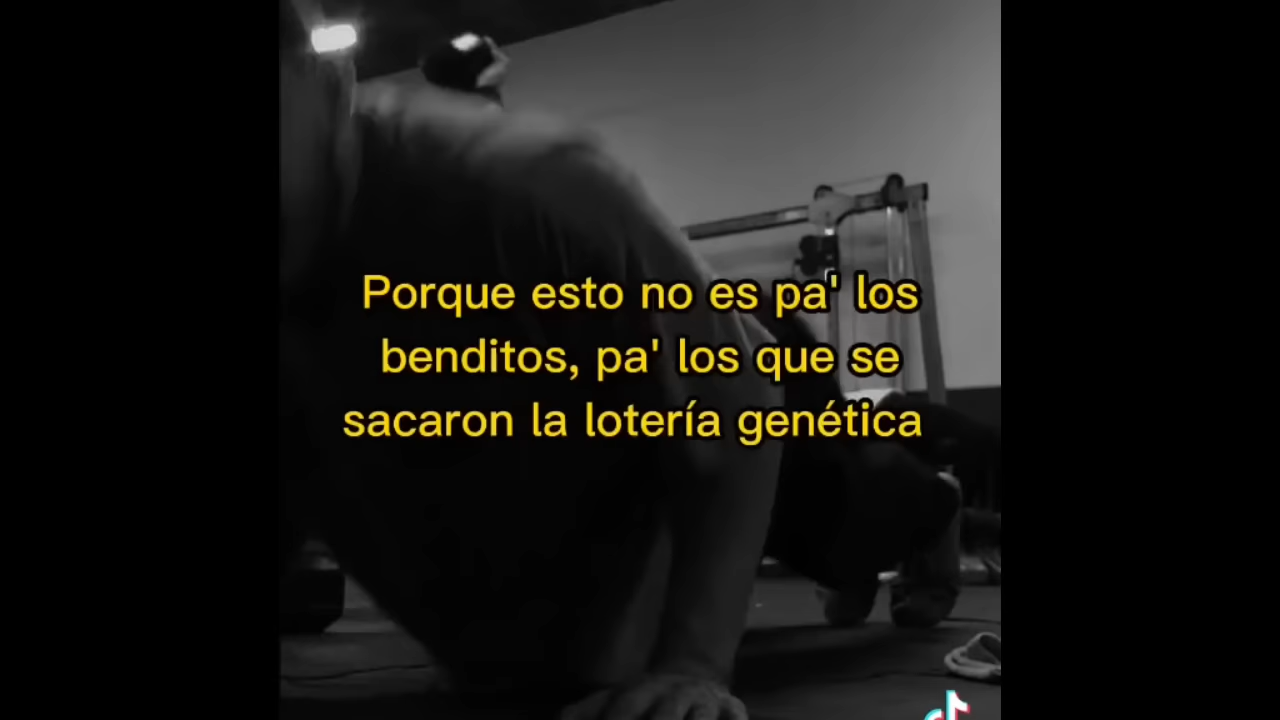 Porque esto no es pa' los
benditos, pa' los que se
sacaron la lotería genética